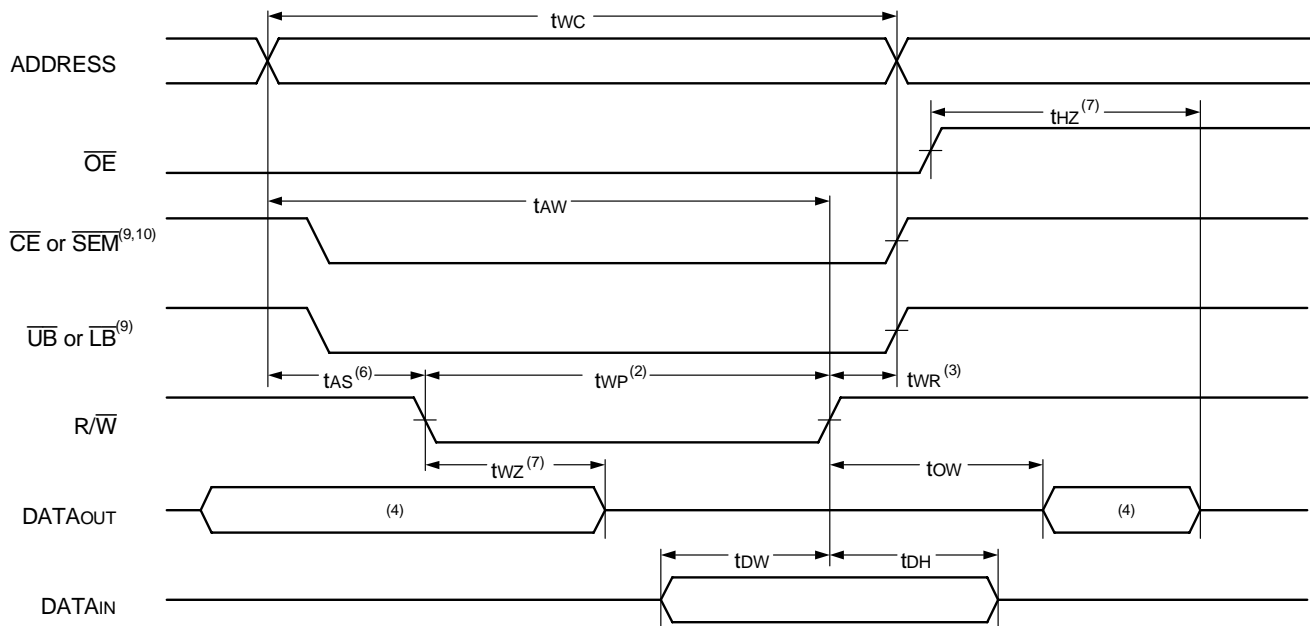 tWC
ADDRESS
tHZ(7)
OE
tAW
CE or SEM(9,10)
UB or LB(9)
tAS(6) tWP(2) tWR(3)
R/W
tWZ(7) tOW
DATAOUT (4) (4)
tDW tDH
DATAIN